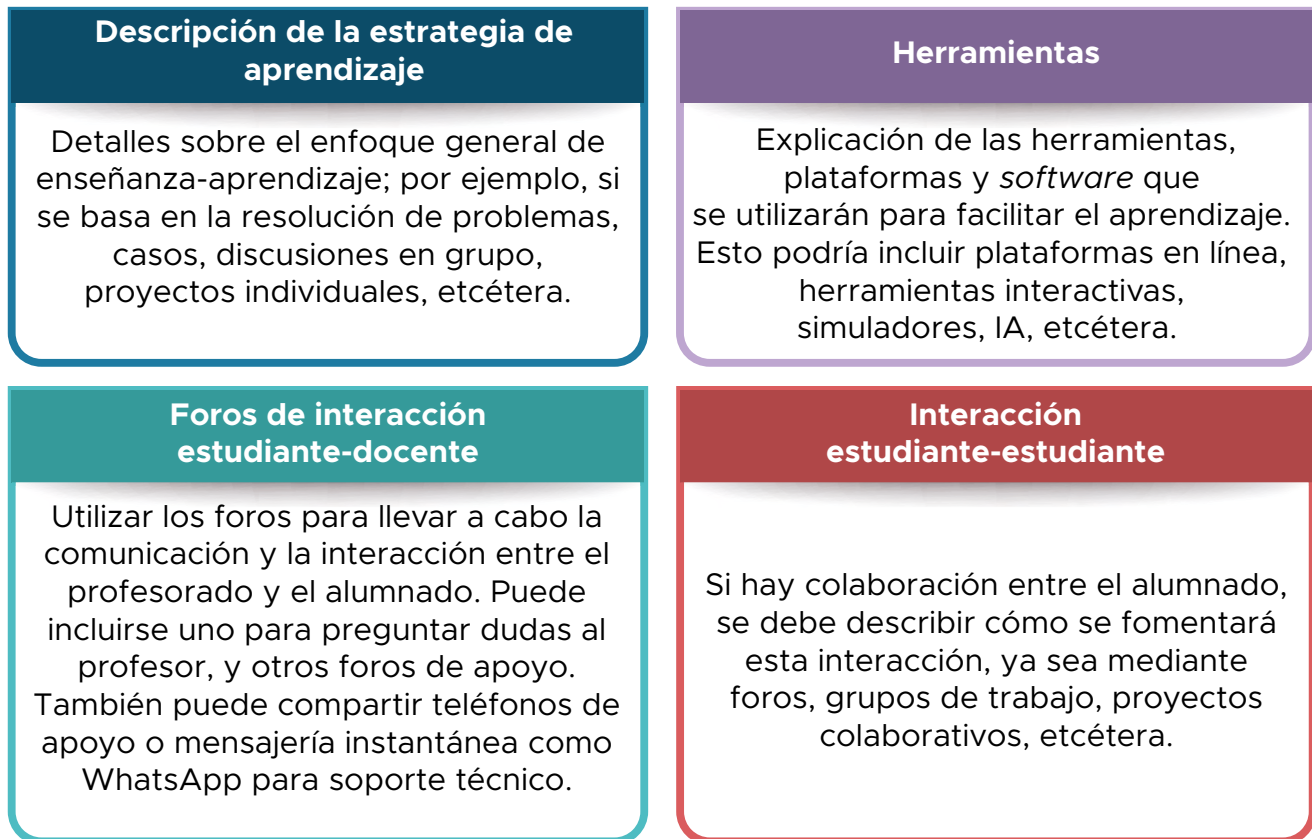 Descripción de la estrategia de
aprendizaje
Detalles sobre el enfoque general de
enseñanza-aprendizaje; por ejemplo, si
se basa en la resolución de problemas,
casos, discusiones en grupo,
proyectos individuales, etcétera.
Herramientas
Explicación de las herramientas,
plataformas y software que
se utilizarán para facilitar el aprendizaje.
Esto podría incluir plataformas en línea,
herramientas interactivas,
simuladores, IA, etcétera.
Foros de interacción
estudiante-docente
Utilizar los foros para llevar a cabo la
comunicación y la interacción entre el
profesorado y el alumnado. Puede
incluirse uno para preguntar dudas al
profesor, y otros foros de apoyo.
También puede compartir teléfonos de
apoyo o mensajería instantánea como
WhatsApp para soporte técnico.
Interacción
estudiante-estudiante
Si hay colaboración entre el alumnado,
se debe describir cómo se fomentará
esta interacción, ya sea mediante
foros, grupos de trabajo, proyectos
colaborativos, etcétera.